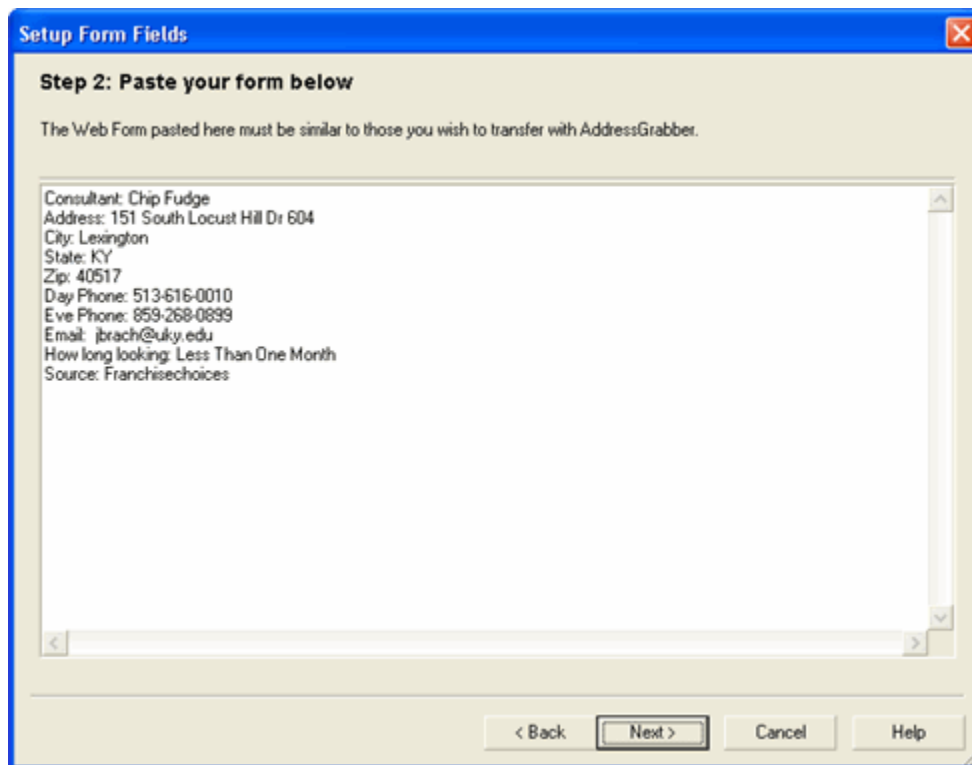 Setup Form Fields
Step 2: Paste your form below
The Web Form pasted here must be similar to those you wish to transfer with AddressGrabber.
Consultant: Chip Fudge
Address: 151 South Locust Hill Dr 604
City: Lexington
State: KY
Zip: 40517
Day Phone: 513-616-0010
Eve Phone: 859-268-0899
Email: jbrach@uky.edu
How long looking: Less Than One Month
Source: Franchisechoices
< Back Next > Cancel Help